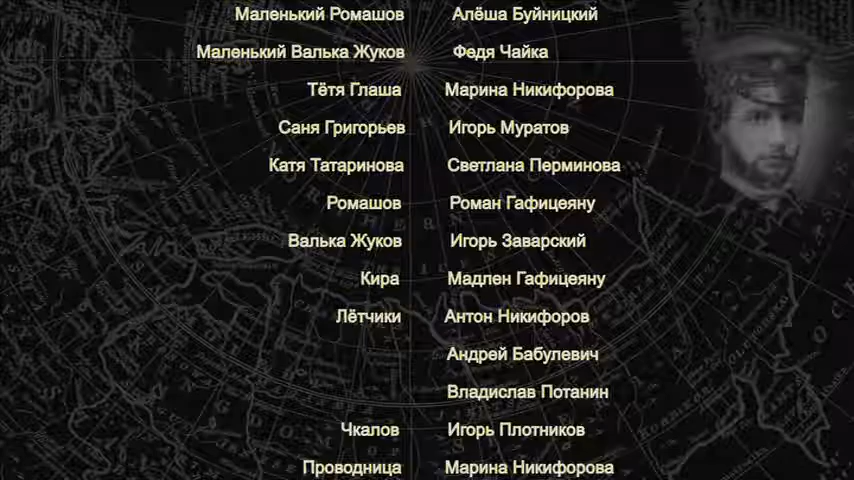 Маленький Ромашов Алёша Буйницкий
Маленький Валька Жуков Федя Чайка
Тётя Глаша Марина Никифорова
Саня Григорьев Игорь Муратов
Катя Татаринова Светлана Перминова
Ромашов Роман Гафицеяну
Валька Жуков Игорь Заварский
Кира Мадлен Гафицеяну
Лётчики Антон Никифоров
Андрей Бабулевич
Владислав Потанин
Чкалов Игорь Плотников
Проводница Марина Никифорова